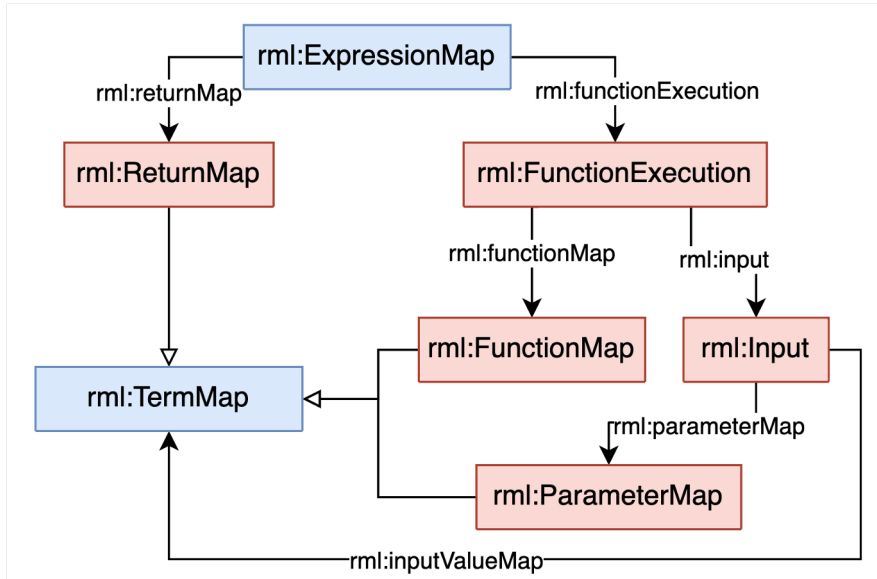 rml:ExpressionMap
rml:returnMap
rml:functionExecution
rml:ReturnMap
rml:FunctionExecution
rml:functionMap
rml:input
rml:FunctionMap
rml:Input
rml:TermMap
rml:parameterMap
rml:ParameterMap
rml:inputValueMap